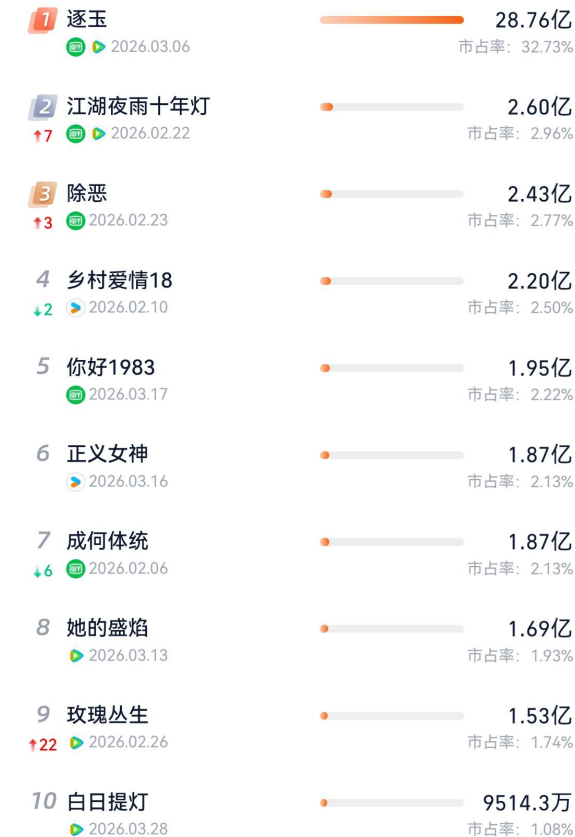 1 逐玉 28.76亿
iQIYI 2026.03.06 市占率：32.73%
2 江湖夜雨十年灯 2.60亿
↑7 iQIYI 2026.02.22 市占率：2.96%
3 除恶 2.43亿
↑3 iQIYI 2026.02.23 市占率：2.77%
4 乡村爱情18 2.20亿
↓2 2026.02.10 市占率：2.50%
5 你好1983 1.95亿
iQIYI 2026.03.17 市占率：2.22%
6 正义女神 1.87亿
2026.03.16 市占率：2.13%
7 成何体统 1.87亿
↓6 iQIYI 2026.02.06 市占率：2.13%
8 她的盛焰 1.69亿
2026.03.13 市占率：1.93%
9 玫瑰丛生 1.53亿
↑22 2026.02.26 市占率：1.74%
10 白日提灯 9514.3万
2026.03.28 市占率：1.08%